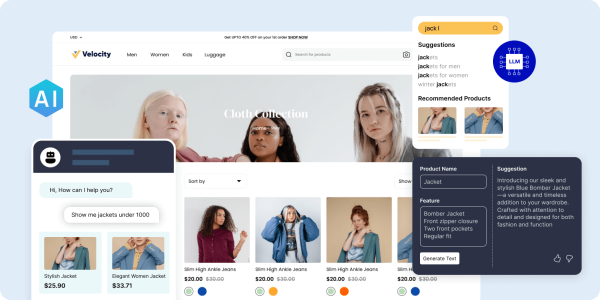 USD
Get UPTO 40% OFF on your 1st order SHOP NOW
Velocity
Men
Women
Kids
Luggage
Search for products
Cloth Collection
Sort by
Show
Slim High Ankle Jeans
$20.00 $30.00
Slim High Ankle Jeans
$20.00 $30.00
Slim High Ankle Jeans
$20.00 $30.00
$20.00 $30.00
AI
Hi, How can I help you?
Show me jackets under 1000
Stylish Jacket
$25.90
Elegant Women Jacket
$33.71
jack
Suggestions
jackets
jackets for men
jackets for women
winter jackets
Recommended Products
LLM
Product Name
Jacket
Feature
Bomber Jacket
Front zipper closure
Two front pockets
Regular fit
Generate Text
Suggestion
Introducing our sleek and
stylish Blue Bomber Jacket
—a versatile and timeless
addition to your wardrobe.
Crafted with attention to
detail and designed for both
fashion and function